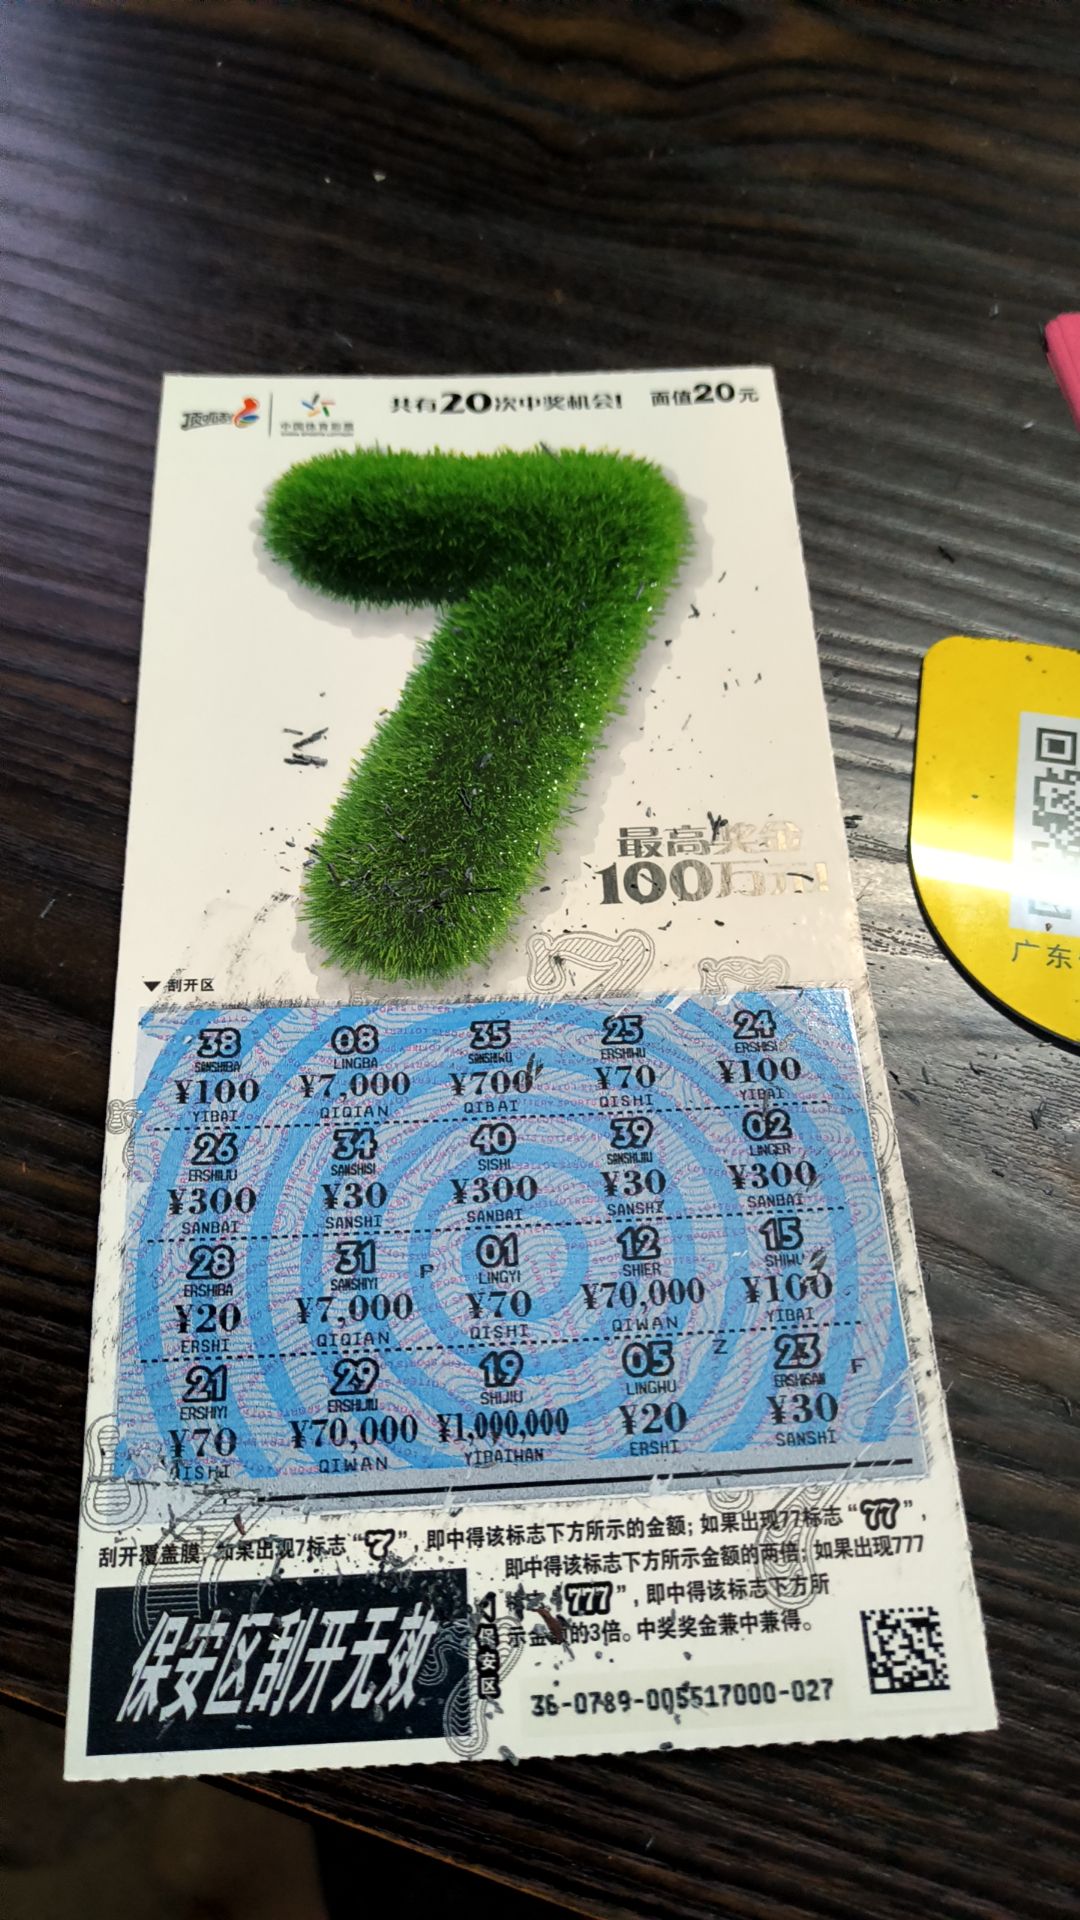 顶呱刮 中国体育彩票 共有20次中奖机会! 面值20元
最高奖金
100万元!
刮开区
38 08 35 25 24
SANSHIBA LINGBA SANSHIWU ERSHIWU ERSHISI
¥100 ¥7,000 ¥700 ¥70 ¥100
YIBAI QIQIAN QIBAI QISHI YIBAI
26 34 40 39 02
ERSHILIU SANSHISI SISHI SANSHIJIU LINGER
¥300 ¥30 ¥300 ¥30 ¥300
SANBAI SANSHI SANBAI SANSHI SANBAI
28 31 P 01 12 15
ERSHIBA SANSHIYI LINGYI SHIER SHIWU
¥20 ¥7,000 ¥70 ¥70,000 ¥100
ERSHI QIQIAN QISHI QIWAN YIBAI
21 29 19 05 Z 23 F
ERSHIYI ERSHIJIU SHIJIU LINGWU ERSHISAN
¥70 ¥70,000 ¥1,000,000 ¥20 ¥30
QISHI QIWAN YIBAIWAN ERSHI SANSHI
刮开覆盖膜,如果出现7标志“7”,即中得该标志下方所示的金额;如果出现77标志“77”,
即中得该标志下方所示金额的两倍;如果出现777
标志“777”,即中得该标志下方所
示金额的3倍。中奖奖金兼中兼得。
保安区刮开无效
保安区
36-0789-005517000-027
广东